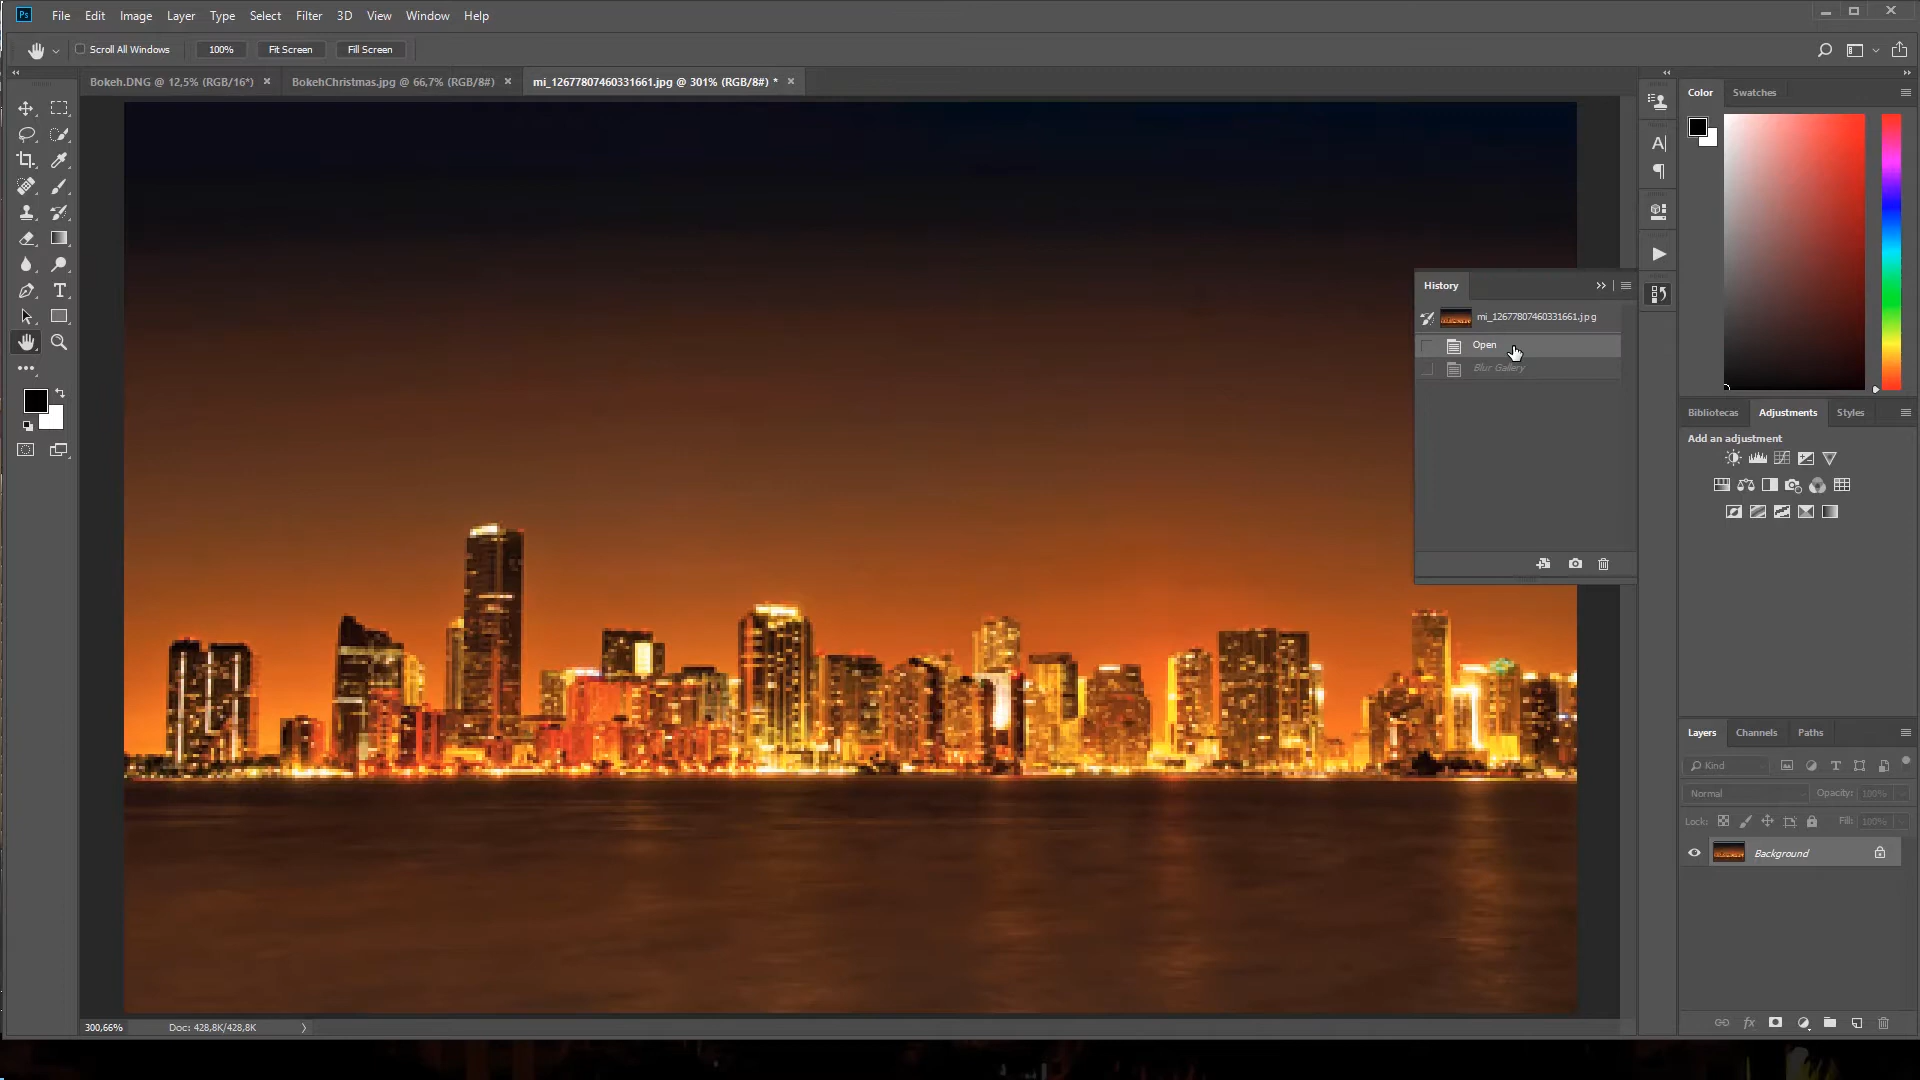 Ps File Edit Image Layer Type Select Filter 3D View Window Help
Scroll All Windows 100% Fit Screen Fill Screen
Bokeh.DNG @ 12,5% (RGB/16*) × BokehChristmas.jpg @ 66,7% (RGB/8#) × mi_12677807460331661.jpg @ 301% (RGB/8#) * ×
Color Swatches
History
mi_12677807460331661.jpg
Open
Blur Gallery
Bibliotecas Adjustments Styles
Add an adjustment
Layers Channels Paths
Kind
Normal Opacity: 100%
Lock: Fill: 100%
Background
fx
300,66% Doc: 428,8K/428,8K